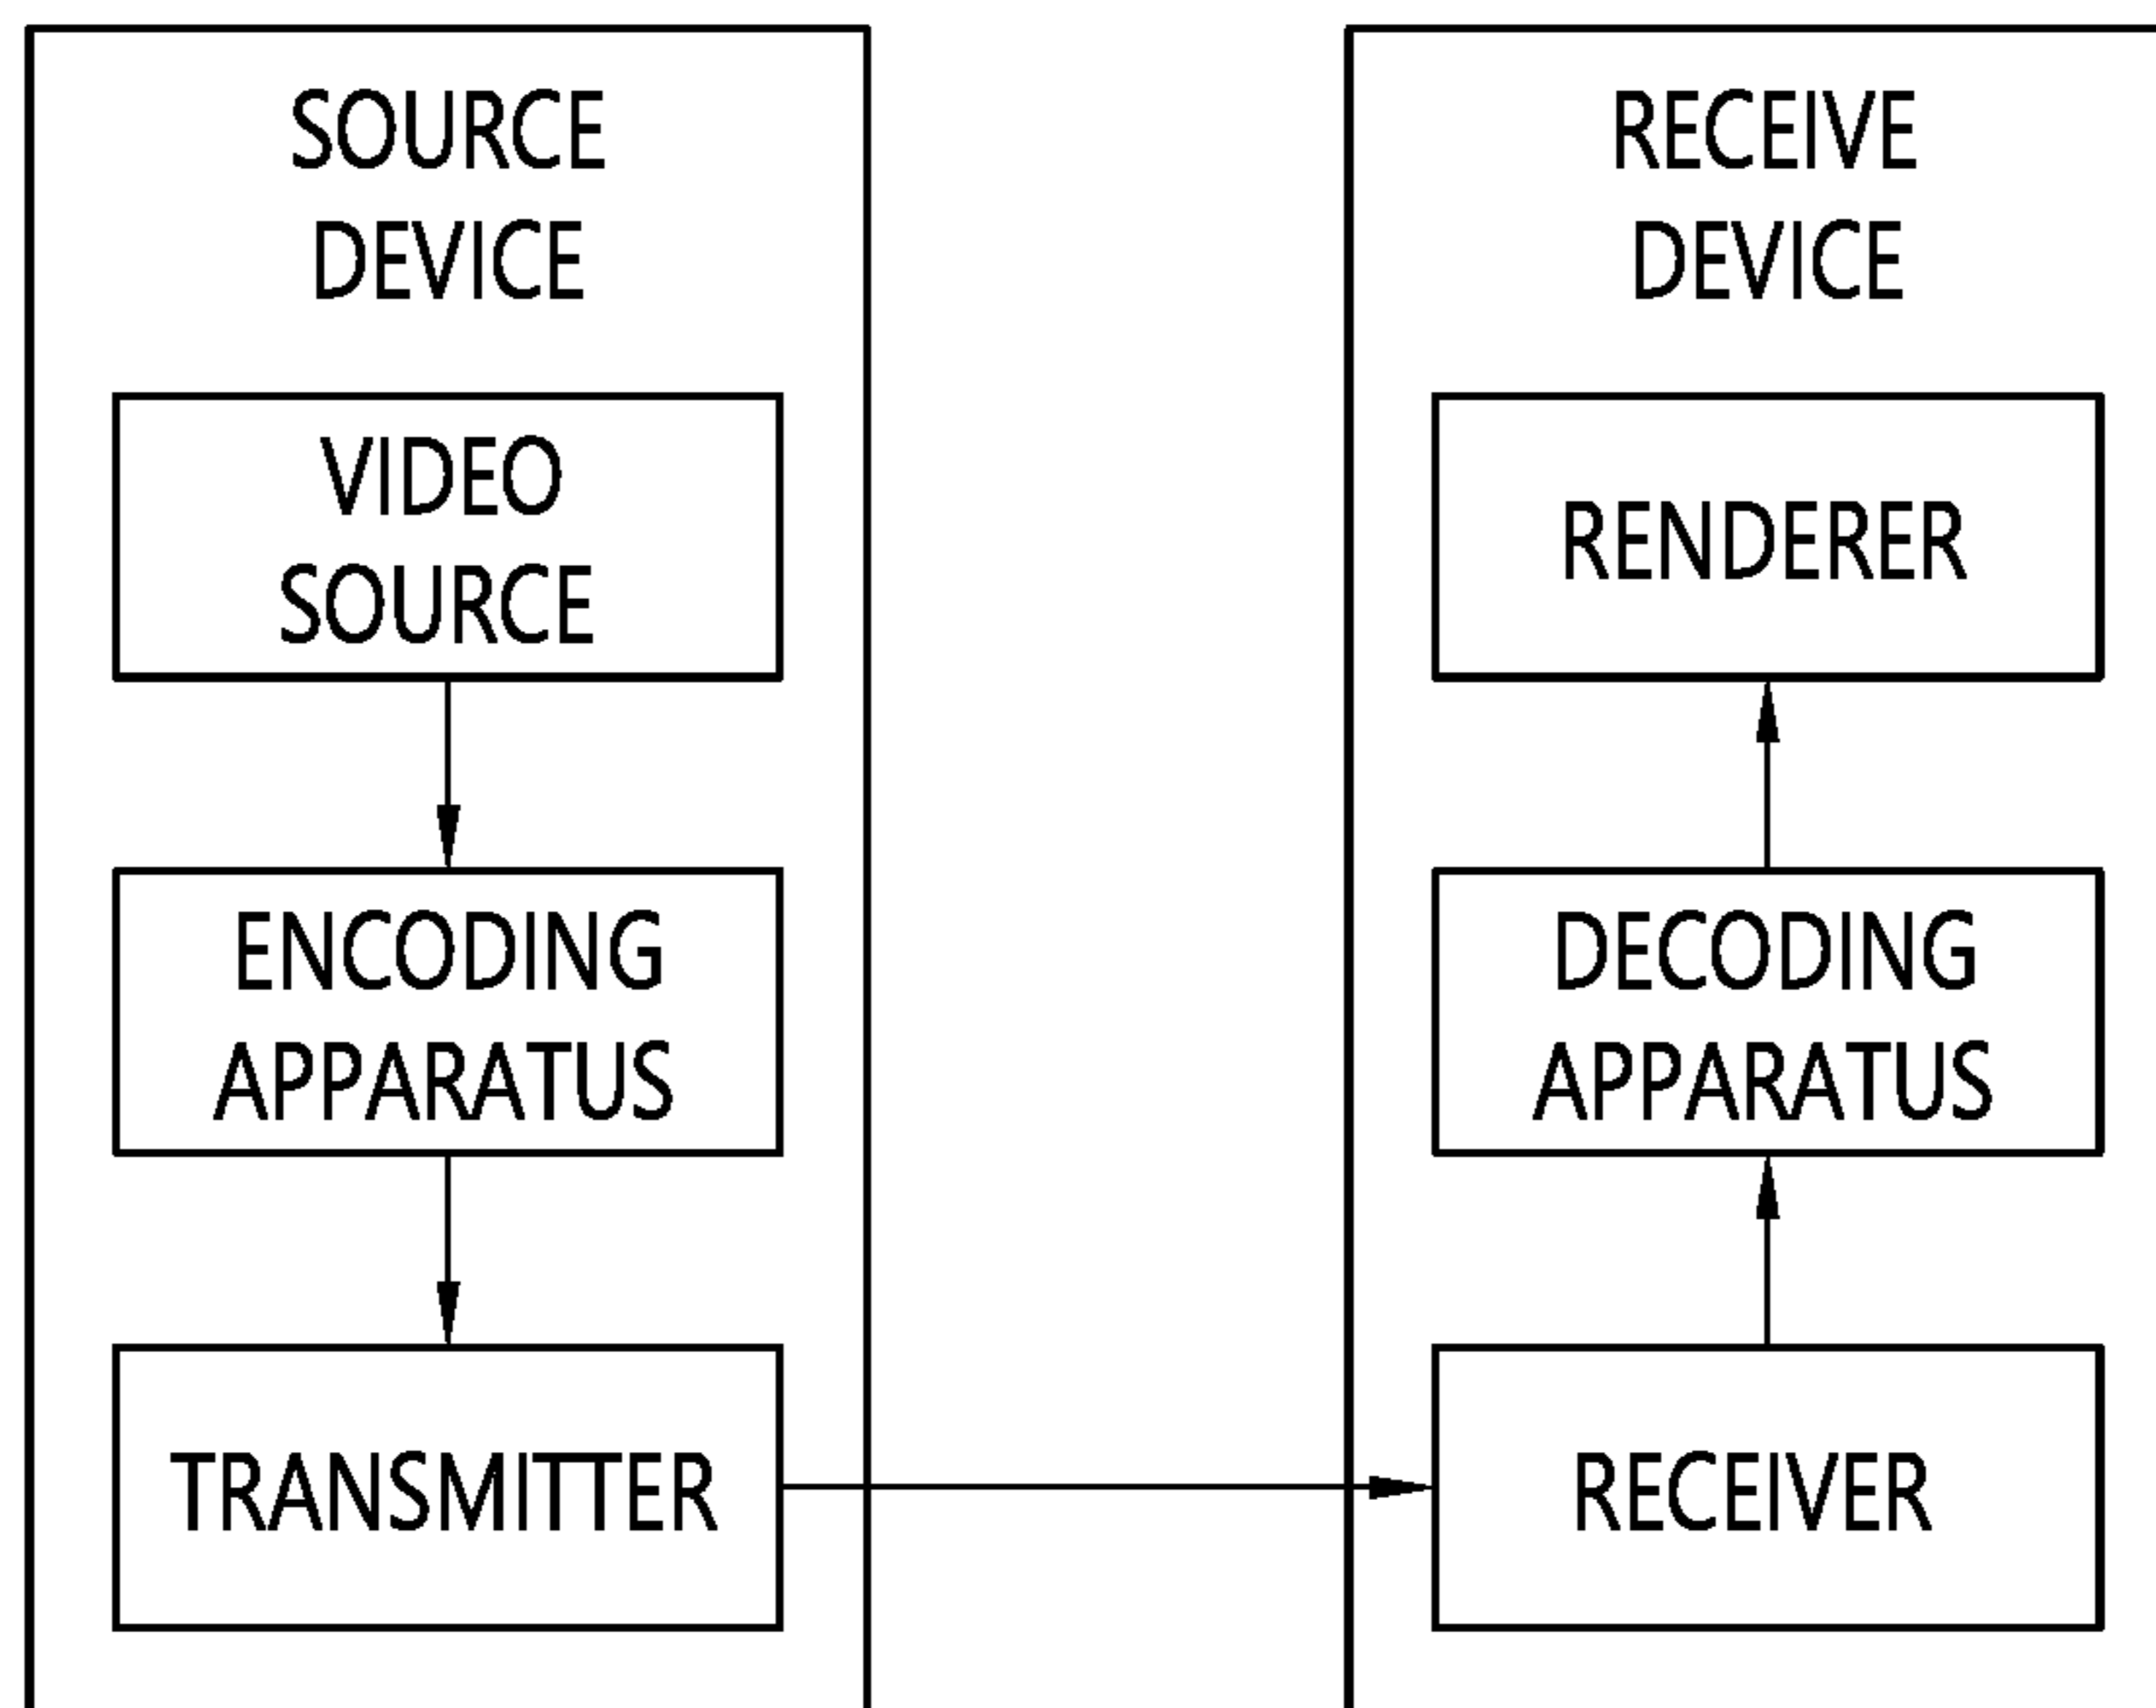 SOURCE
DEVICE
VIDEO
SOURCE
ENCODING
APPARATUS
TRANSMITTER
RECEIVE
DEVICE
RENDERER
DECODING
APPARATUS
RECEIVER